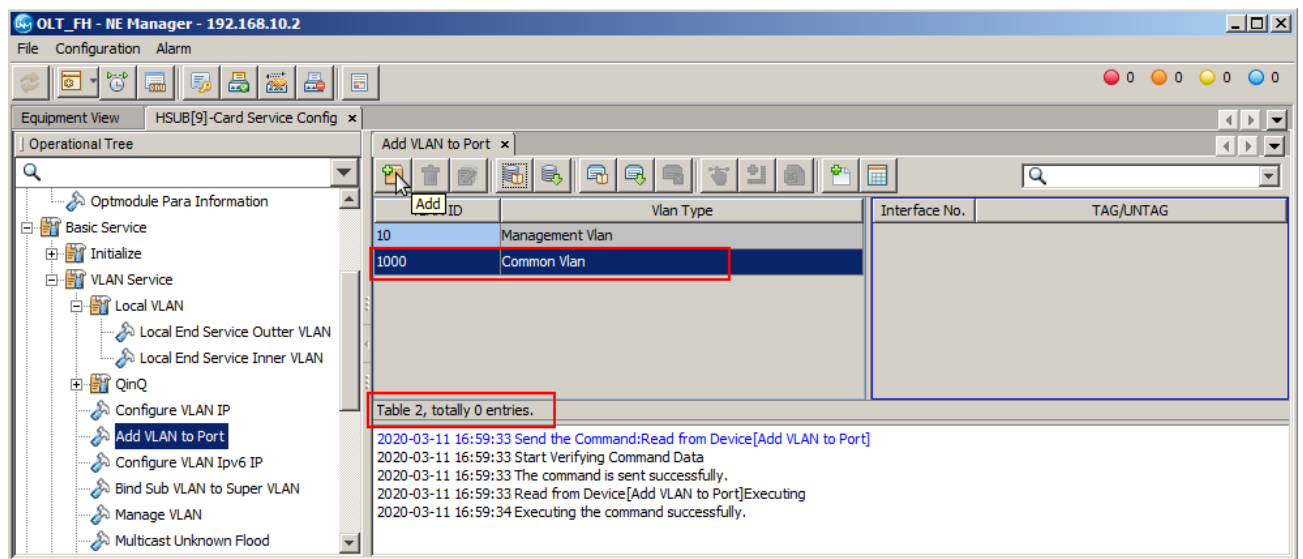 OLT_FH - NE Manager - 192.168.10.2
File Configuration Alarm
0 0 0 0
Equipment View HSUB[9]-Card Service Config
Operational Tree
Add VLAN to Port
Optmodule Para Information
Basic Service
Initialize
VLAN Service
Local VLAN
Local End Service Outter VLAN
Local End Service Inner VLAN
QinQ
Configure VLAN IP
Add VLAN to Port
Configure VLAN Ipv6 IP
Bind Sub VLAN to Super VLAN
Manage VLAN
Multicast Unknown Flood
Add
ID Vlan Type Interface No. TAG/UNTAG
10 Management Vlan
1000 Common Vlan
Table 2, totally 0 entries.
2020-03-11 16:59:33 Send the Command:Read from Device[Add VLAN to Port]
2020-03-11 16:59:33 Start Verifying Command Data
2020-03-11 16:59:33 The command is sent successfully.
2020-03-11 16:59:33 Read from Device[Add VLAN to Port]Executing
2020-03-11 16:59:34 Executing the command successfully.